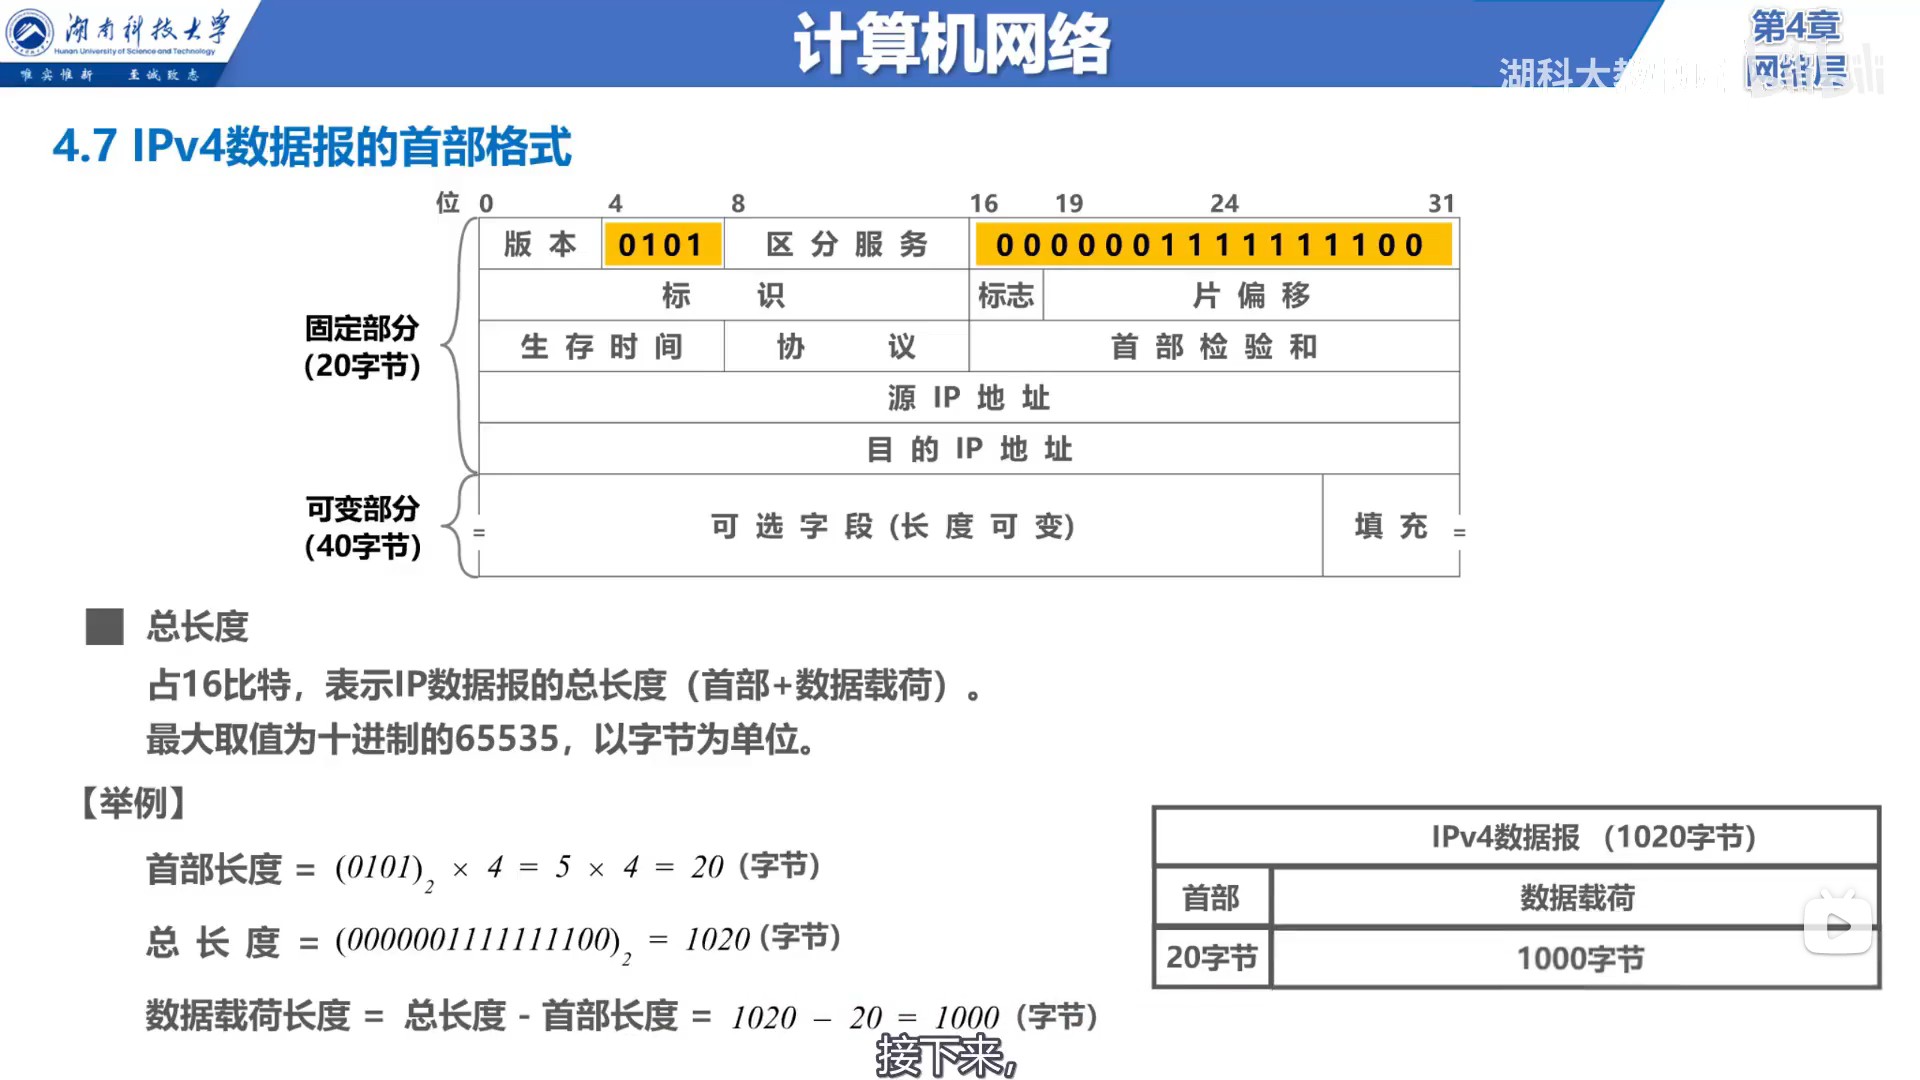 湖南科技大学
Hunan University of Science and Technology
唯实惟新 至诚致志
计算机网络
第4章
网络层
湖科大教书匠
4.7 IPv4数据报的首部格式
位 0 4 8 16 19 24 31
版本 0101 区分服务 0000001111111100
标识 标志 片偏移
固定部分
(20字节)
生存时间 协议 首部检验和
源IP地址
目的IP地址
可变部分
(40字节)
= 可选字段(长度可变) 填充 =
总长度
占16比特，表示IP数据报的总长度（首部+数据载荷）。
最大取值为十进制的65535，以字节为单位。
【举例】
首部长度 = (0101)₂ × 4 = 5 × 4 = 20（字节）
总长度 = (0000001111111100)₂ = 1020（字节）
数据载荷长度 = 总长度 - 首部长度 = 1020 – 20 = 1000（字节）
IPv4数据报 （1020字节）
首部 数据载荷
20字节 1000字节
接下来,